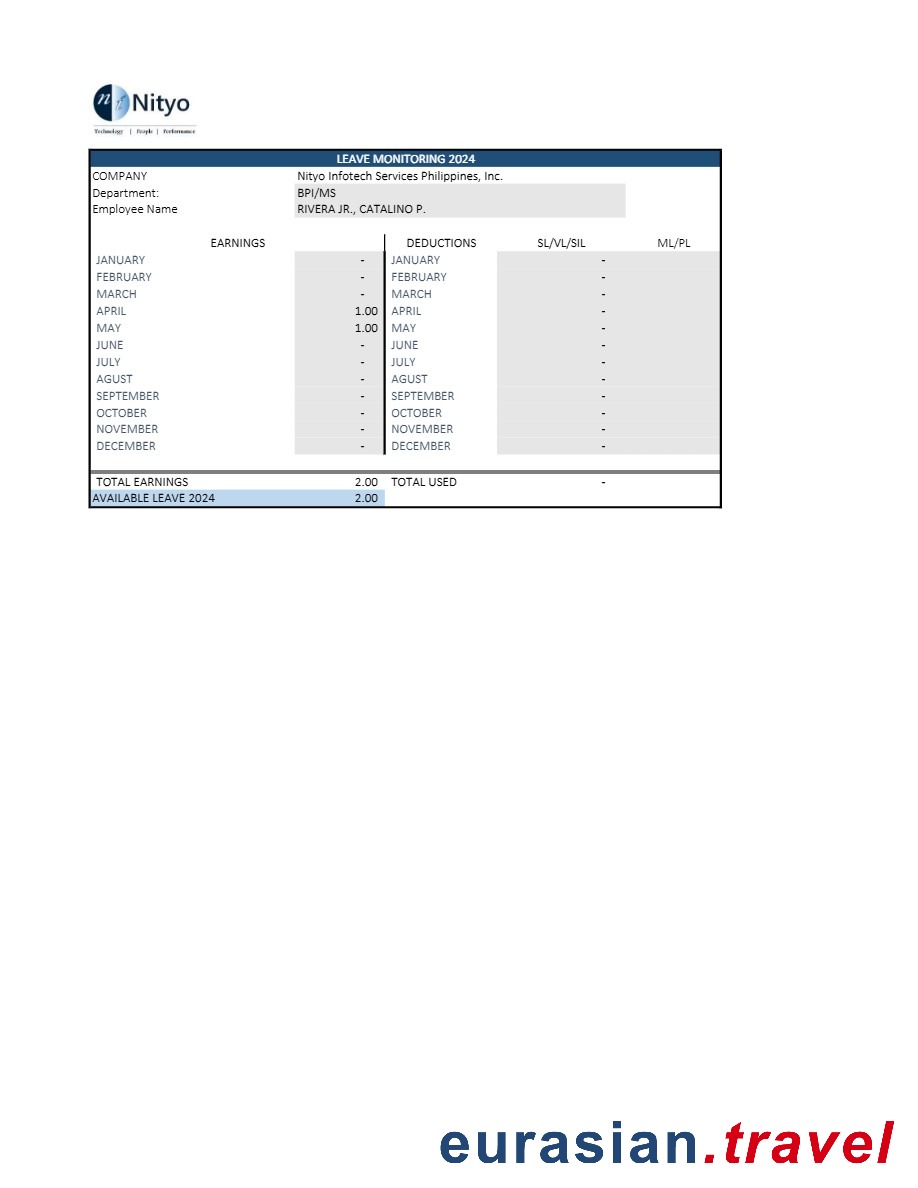 ni Nityo
Technology | People | Performance
LEAVE MONITORING 2024
COMPANY Nityo Infotech Services Philippines, Inc.
Department: BPI/MS
Employee Name RIVERA JR., CATALINO P.
EARNINGS DEDUCTIONS SL/VL/SIL ML/PL
JANUARY - JANUARY -
FEBRUARY - FEBRUARY -
MARCH - MARCH -
APRIL 1.00 APRIL -
MAY 1.00 MAY -
JUNE - JUNE -
JULY - JULY -
AGUST - AGUST -
SEPTEMBER - SEPTEMBER -
OCTOBER - OCTOBER -
NOVEMBER - NOVEMBER -
DECEMBER - DECEMBER -
TOTAL EARNINGS 2.00 TOTAL USED -
AVAILABLE LEAVE 2024 2.00
eurasian.travel